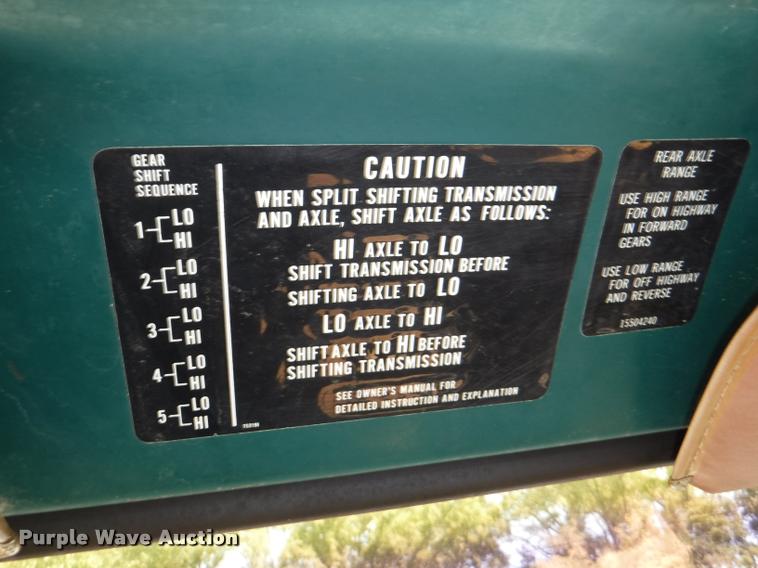 GEAR
SHIFT
SEQUENCE
1 LO
HI
2 LO
HI
3 LO
HI
4 LO
HI
5 LO
HI
CAUTION
WHEN SPLIT SHIFTING TRANSMISSION
AND AXLE, SHIFT AXLE AS FOLLOWS:
HI AXLE TO LO
SHIFT TRANSMISSION BEFORE
SHIFTING AXLE TO LO
LO AXLE TO HI
SHIFT AXLE TO HI BEFORE
SHIFTING TRANSMISSION
SEE OWNER'S MANUAL FOR
DETAILED INSTRUCTION AND EXPLANATION
REAR AXLE
RANGE
USE HIGH RANGE
FOR ON HIGHWAY
IN FORWARD
GEARS
USE LOW RANGE
FOR OFF HIGHWAY
AND REVERSE
15504240
Purple Wave Auction